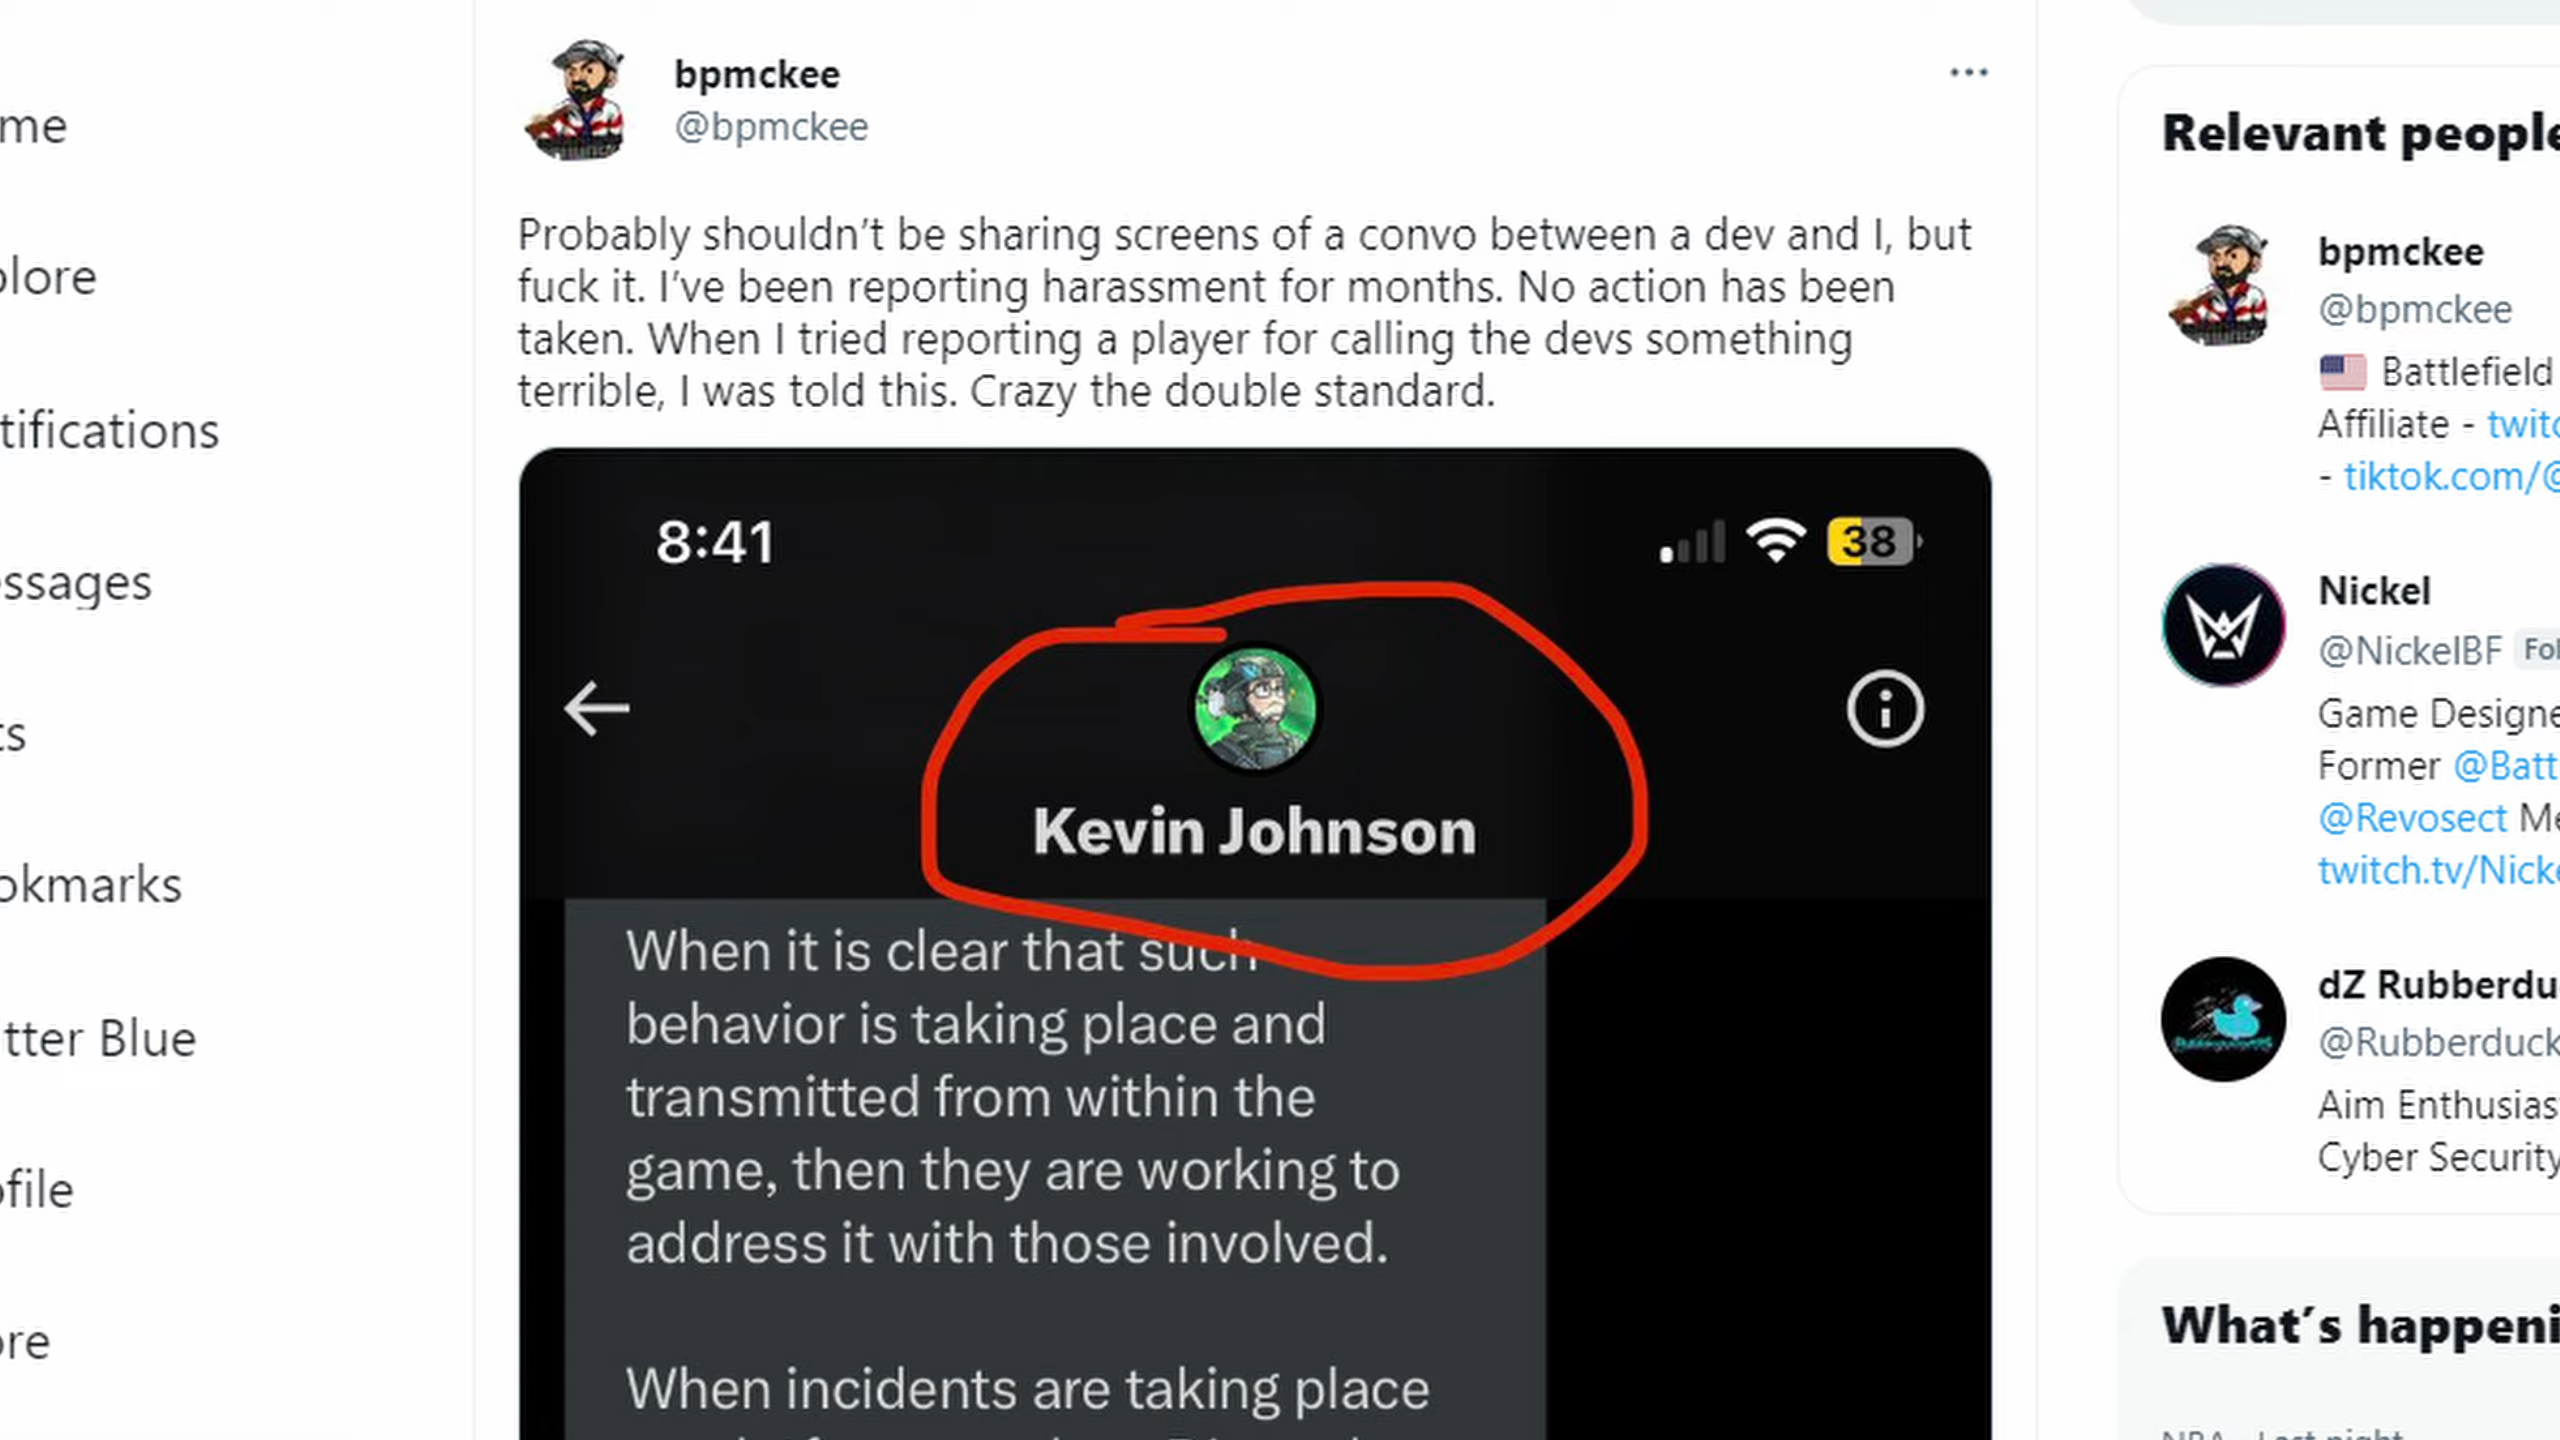 me
plore
tifications
essages
ts
okmarks
tter Blue
ofile
ore
bpmckee
@bpmckee
Probably shouldn't be sharing screens of a convo between a dev and I, but
fuck it. I've been reporting harassment for months. No action has been
taken. When I tried reporting a player for calling the devs something
terrible, I was told this. Crazy the double standard.
8:41
38
Kevin Johnson
When it is clear that such
behavior is taking place and
transmitted from within the
game, then they are working to
address it with those involved.
When incidents are taking place
Relevant people
bpmckee
@bpmckee
🇺🇸 Battlefield
Affiliate - twitc
- tiktok.com/@
Nickel
@NickelBF Fol
Game Designe
Former @Batt
@Revosect Me
twitch.tv/Nicke
dZ Rubberdu
@Rubberduck
Aim Enthusias
Cyber Security
What's happeni
NBA · Last night